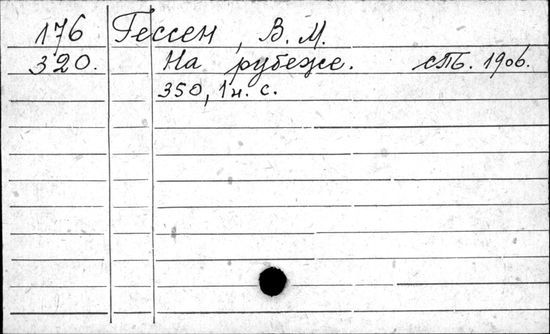 176 Гессен, В. М.
320. На рубеже. СПБ. 1906.
350, 1н. с.